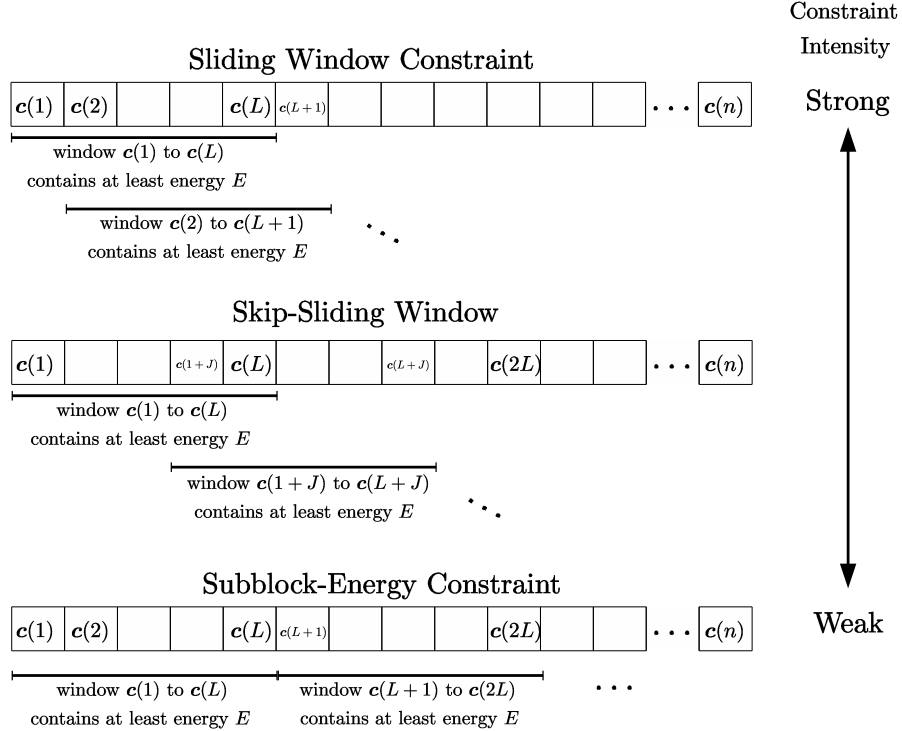 Constraint
Intensity
Sliding Window Constraint
Strong
c(1) c(2) c(L) c(L+1) ... c(n)
window c(1) to c(L)
contains at least energy E
window c(2) to c(L+1)
contains at least energy E
Skip-Sliding Window
c(1) c(1+J) c(L) c(L+J) c(2L) ... c(n)
window c(1) to c(L)
contains at least energy E
window c(1+J) to c(L+J)
contains at least energy E
Subblock-Energy Constraint
c(1) c(2) c(L) c(L+1) c(2L) ... c(n)
Weak
window c(1) to c(L) window c(L+1) to c(2L) ...
contains at least energy E contains at least energy E